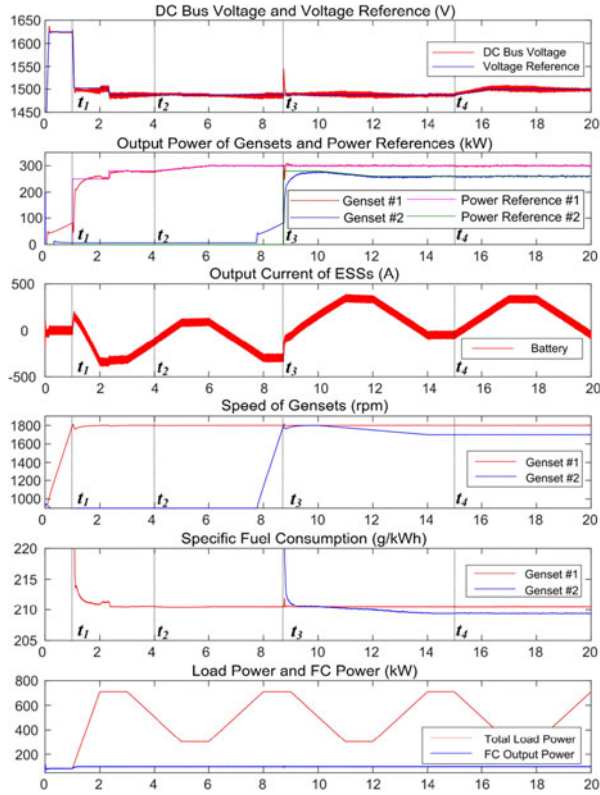 DC Bus Voltage and Voltage Reference (V)
1650
1600
1550
1500
1450
DC Bus Voltage
Voltage Reference
t1 t2 t3 t4
0 2 4 6 8 10 12 14 16 18 20
Output Power of Gensets and Power References (kW)
300
200
100
0
Genset #1 Power Reference #1
Genset #2 Power Reference #2
t1 t2 t3 t4
0 2 4 6 8 10 12 14 16 18 20
Output Current of ESSs (A)
500
0
-500
Battery
t1 t2 t3 t4
0 2 4 6 8 10 12 14 16 18 20
Speed of Gensets (rpm)
1800
1600
1400
1200
1000
Genset #1
Genset #2
t1 t2 t3 t4
0 2 4 6 8 10 12 14 16 18 20
Specific Fuel Consumption (g/kWh)
220
215
210
205
Genset #1
Genset #2
t1 t2 t3 t4
0 2 4 6 8 10 12 14 16 18 20
Load Power and FC Power (kW)
800
600
400
200
Total Load Power
FC Output Power
0 2 4 6 8 10 12 14 16 18 20